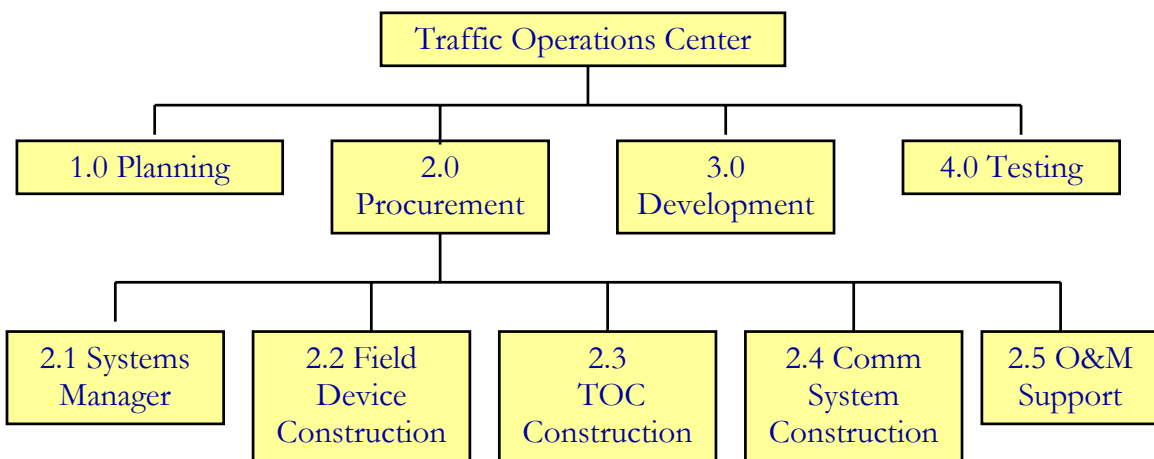 Traffic Operations Center
1.0 Planning
2.0
Procurement
3.0
Development
4.0 Testing
2.1 Systems
Manager
2.2 Field
Device
Construction
2.3
TOC
Construction
2.4 Comm
System
Construction
2.5 O&M
Support